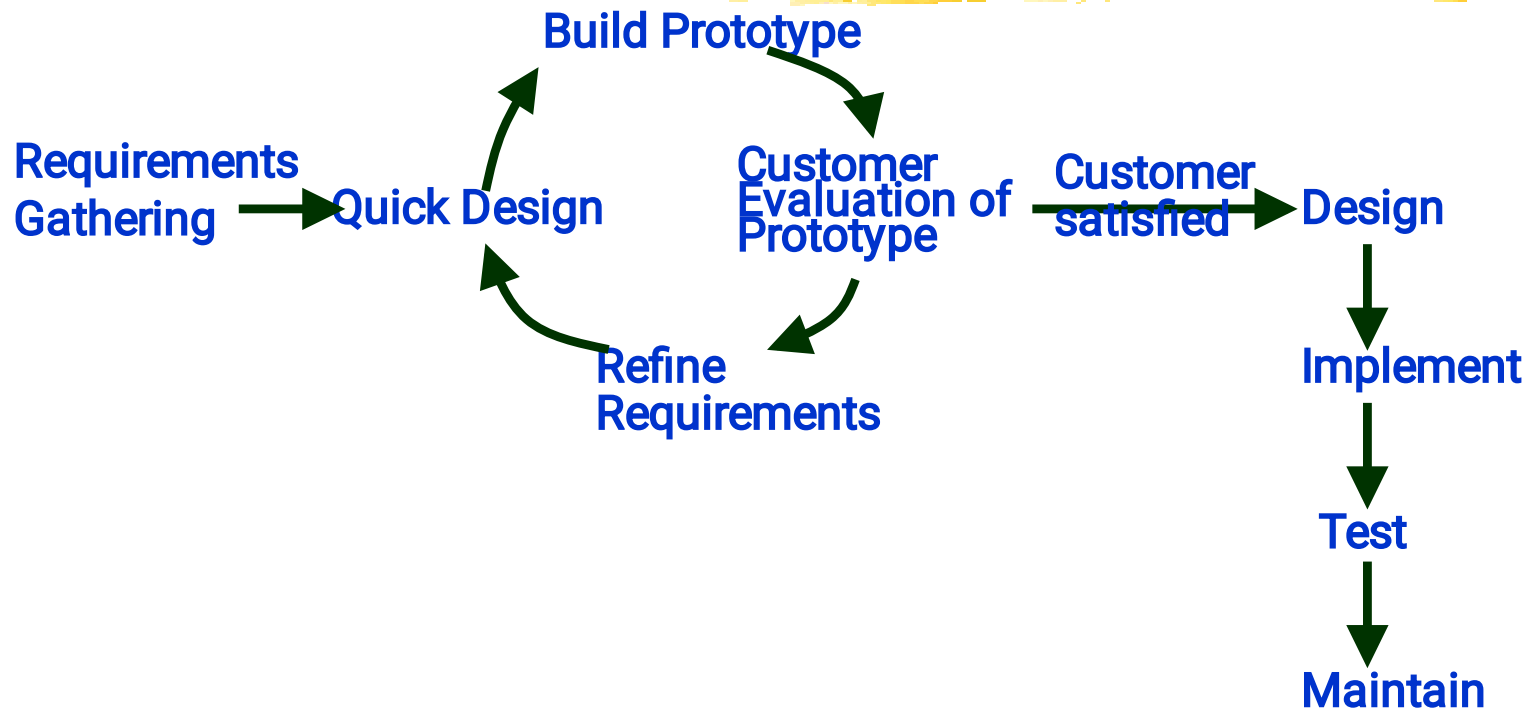 Build Prototype
Requirements
Gathering
Quick Design
Customer
Evaluation of
Prototype
Customer
satisfied
Design
Refine
Requirements
Implement
Test
Maintain